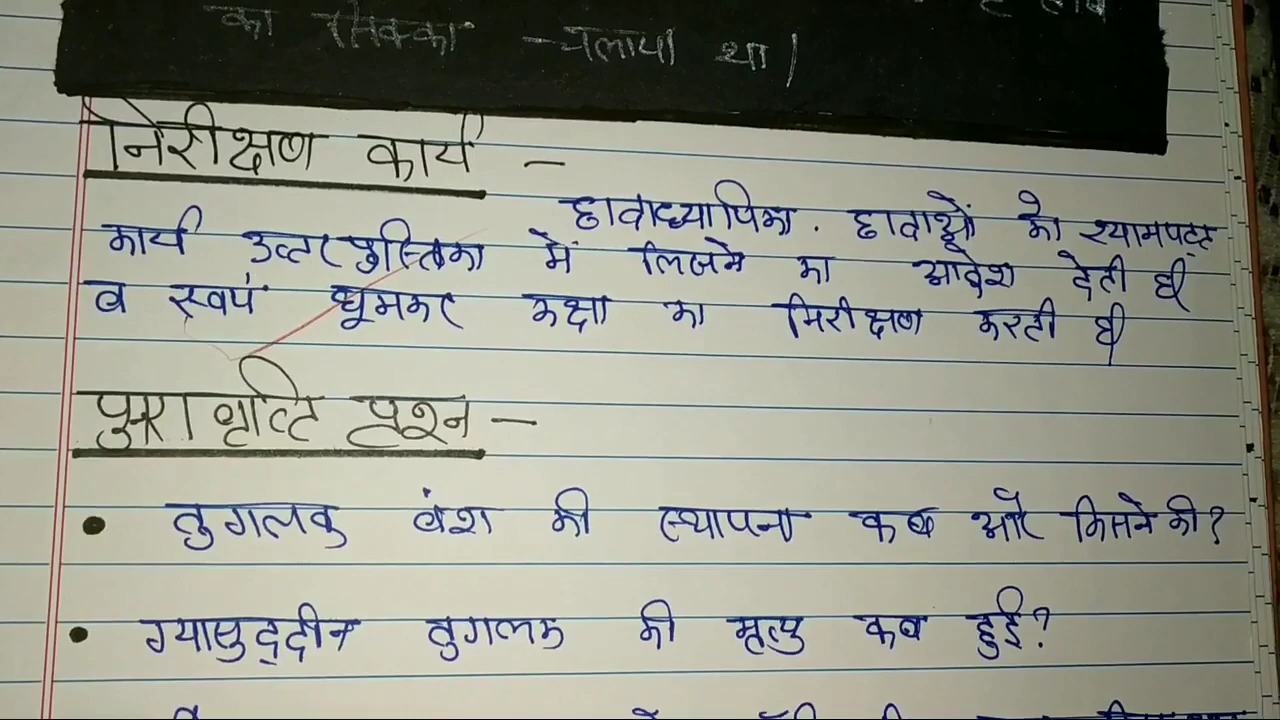 का सिक्का चलाया था।
निरीक्षण कार्य -
छात्राध्यापिका. छात्राओं को श्यामपट्ट
कार्य उत्तरपुस्तिका में लिखने का आदेश देती है
व स्वयं घूमकर कक्षा का निरीक्षण करती है
पुनरावृत्ति प्रश्न -
• तुगलक वंश की स्थापना कब और किसने की?
• ग्यासुद्दीन तुगलक की मृत्यु कब हुई?